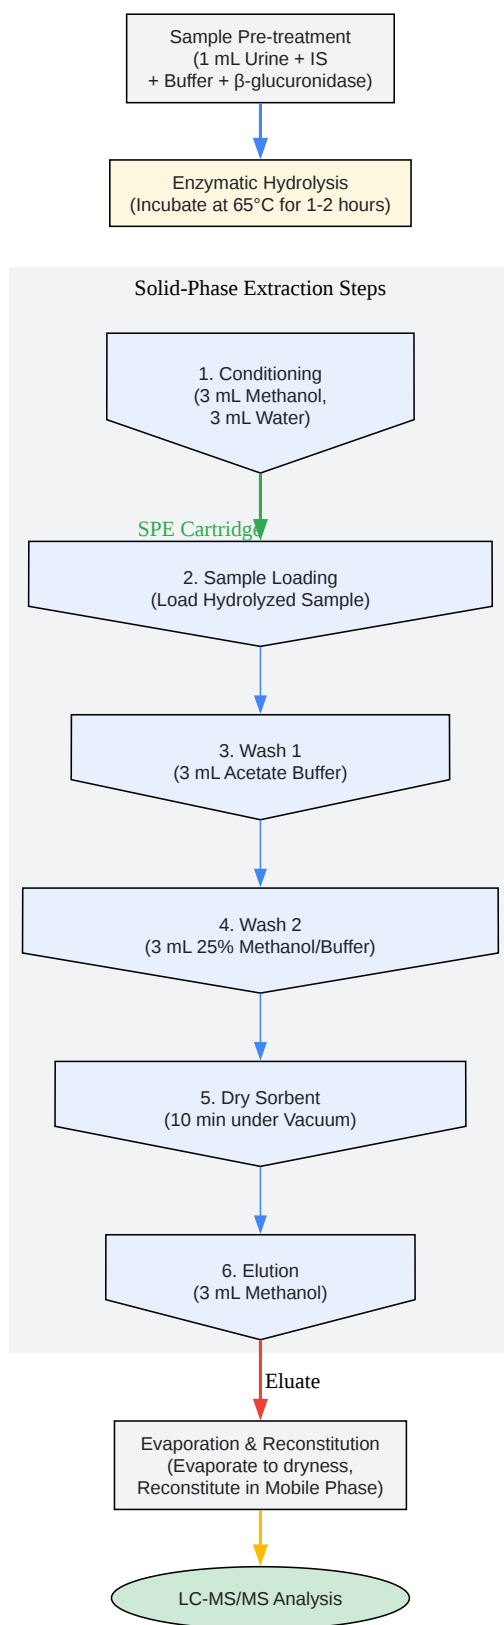 Sample Pre-treatment
(1 mL Urine + IS
+ Buffer + β-glucuronidase)
Enzymatic Hydrolysis
(Incubate at 65°C for 1-2 hours)
Solid-Phase Extraction Steps
1. Conditioning
(3 mL Methanol,
3 mL Water)
SPE Cartridge
2. Sample Loading
(Load Hydrolyzed Sample)
3. Wash 1
(3 mL Acetate Buffer)
4. Wash 2
(3 mL 25% Methanol/Buffer)
5. Dry Sorbent
(10 min under Vacuum)
6. Elution
(3 mL Methanol)
Eluate
Evaporation & Reconstitution
(Evaporate to dryness,
Reconstitute in Mobile Phase)
LC-MS/MS Analysis